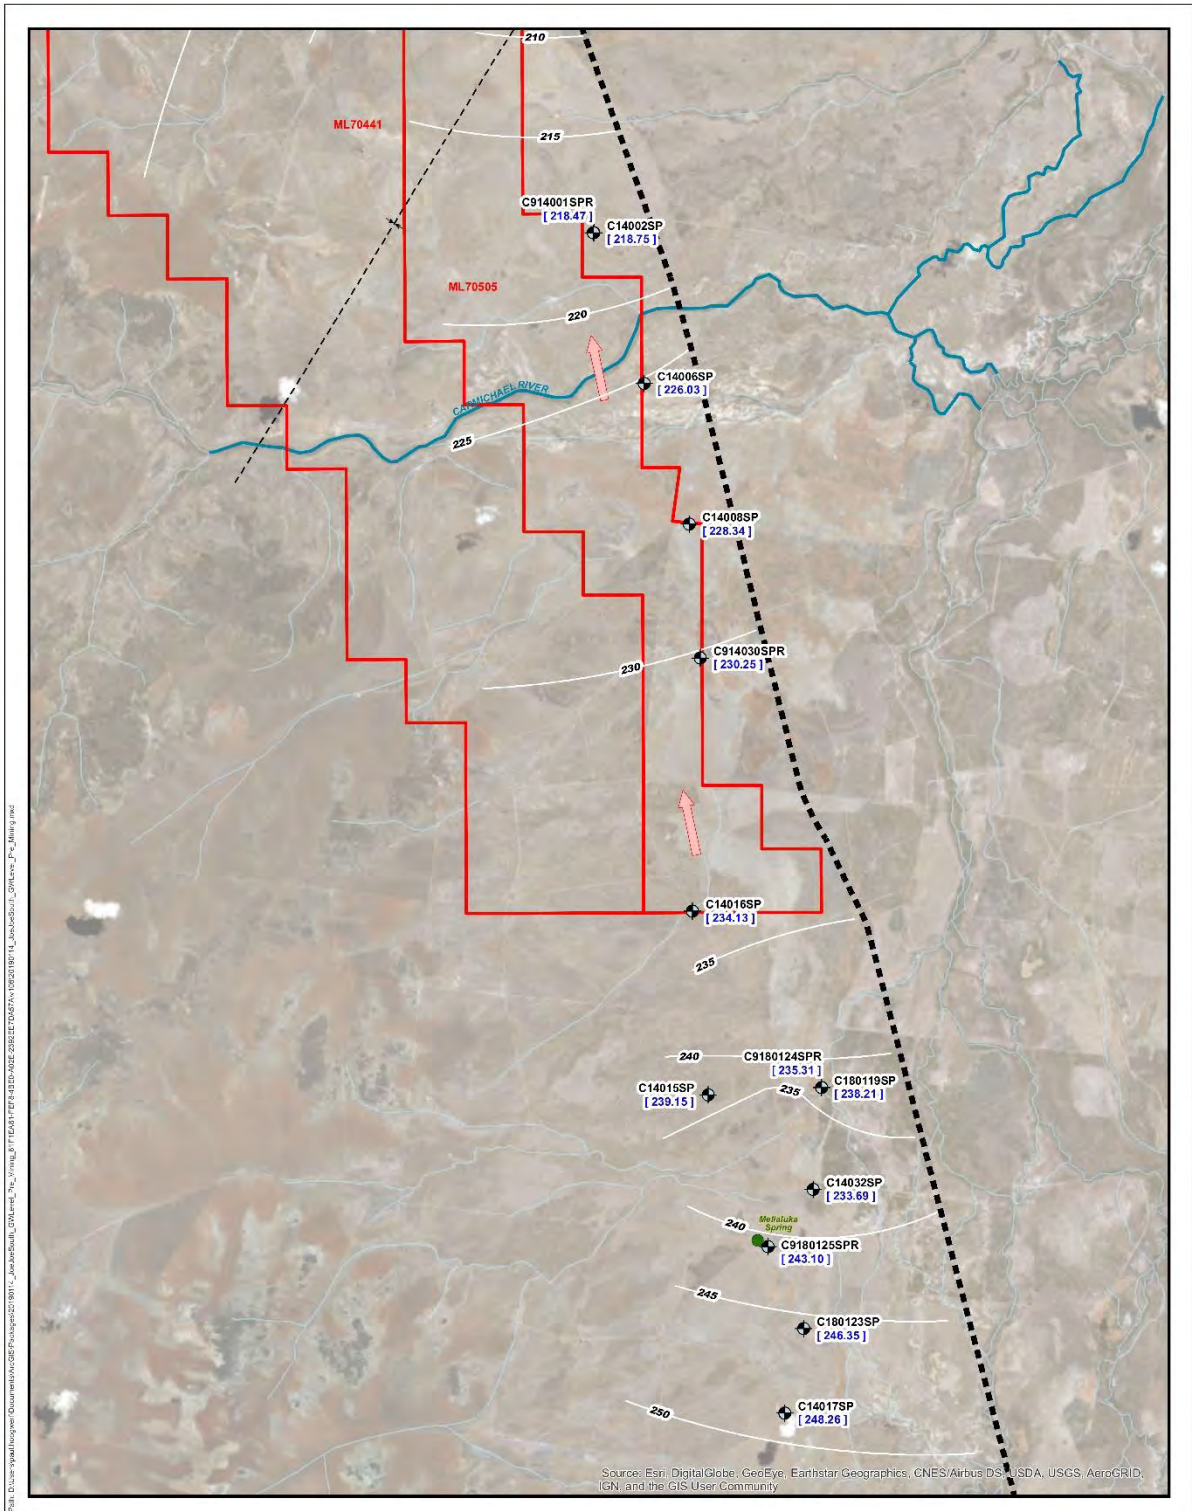 210
ML70441
215
C914001SPR
[ 218.47 ]
C14002SP
[ 218.75 ]
ML70505
220
C14006SP
[ 226.03 ]
CARMICHAEL RIVER
225
C14008SP
[ 228.34 ]
C914030SPR
[ 230.25 ]
230
C14016SP
[ 234.13 ]
235
240
C9180124SPR
[ 235.31 ]
C180119SP
[ 238.21 ]
C14015SP
[ 239.15 ]
235
C14032SP
[ 233.69 ]
Mellaluka
Spring
240
C9180125SPR
[ 243.10 ]
245
C180123SP
[ 246.35 ]
C14017SP
[ 248.26 ]
250
Source: Esri, DigitalGlobe, GeoEye, Earthstar Geographics, CNES/Airbus DS, USDA, USGS, AeroGRID,
IGN, and the GIS User Community